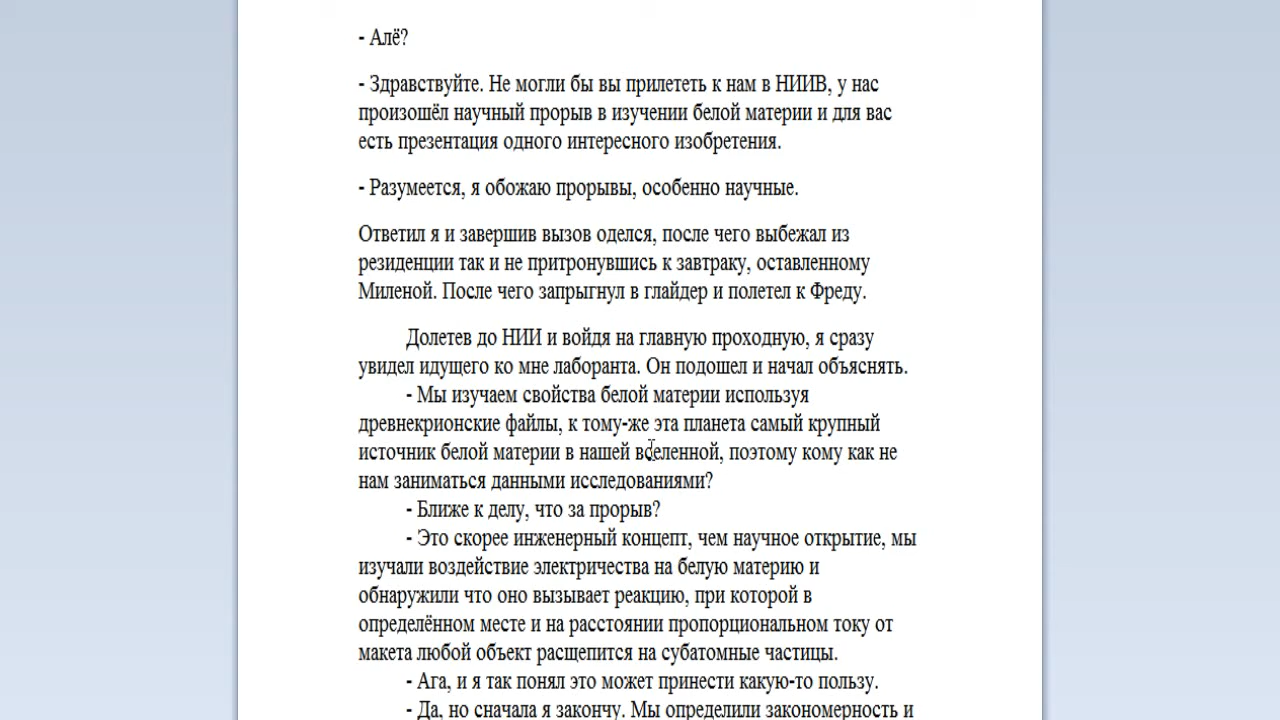 - Алё?
- Здравствуйте. Не могли бы вы прилететь к нам в НИИВ, у нас
произошёл научный прорыв в изучении белой материи и для вас
есть презентация одного интересного изобретения.
- Разумеется, я обожаю прорывы, особенно научные.
Ответил я и завершив вызов оделся, после чего выбежал из
резиденции так и не притронувшись к завтраку, оставленному
Миленой. После чего запрыгнул в глайдер и полетел к Фреду.
Долетев до НИИ и войдя на главную проходную, я сразу
увидел идущего ко мне лаборанта. Он подошел и начал объяснять.
- Мы изучаем свойства белой материи используя
древнекрионские файлы, к тому-же эта планета самый крупный
источник белой материи в нашей вселенной, поэтому кому как не
нам заниматься данными исследованиями?
- Ближе к делу, что за прорыв?
- Это скорее инженерный концепт, чем научное открытие, мы
изучали воздействие электричества на белую материю и
обнаружили что оно вызывает реакцию, при которой в
определённом месте и на расстоянии пропорциональном току от
макета любой объект расщепится на субатомные частицы.
- Ага, и я так понял это может принести какую-то пользу.
- Да, но сначала я закончу. Мы определили закономерность и